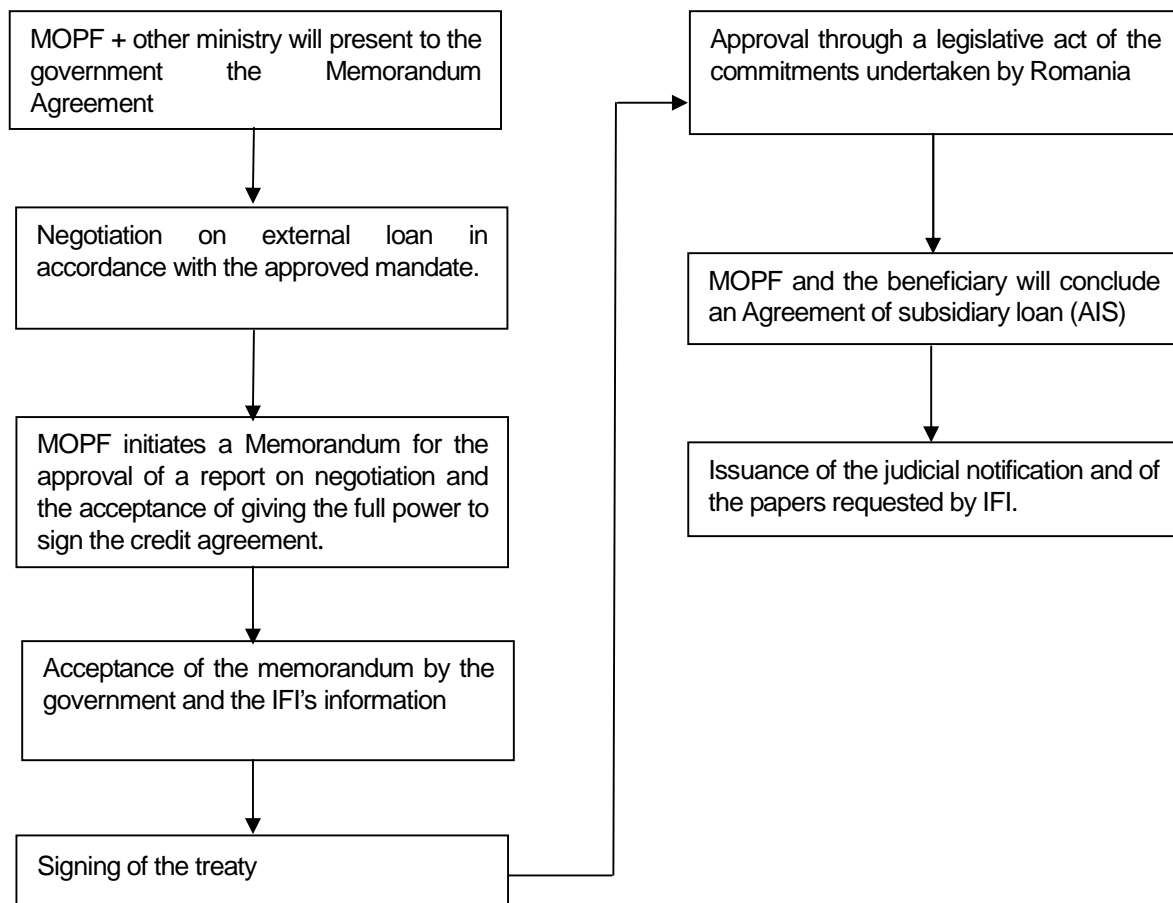 MOPF + other ministry will present to the
government the Memorandum
Agreement
Negotiation on external loan in
accordance with the approved mandate.
MOPF initiates a Memorandum for the
approval of a report on negotiation and
the acceptance of giving the full power to
sign the credit agreement.
Acceptance of the memorandum by the
government and the IFI's information
Signing of the treaty
Approval through a legislative act of the
commitments undertaken by Romania
MOPF and the beneficiary will conclude
an Agreement of subsidiary loan (AIS)
Issuance of the judicial notification and of
the papers requested by IFI.